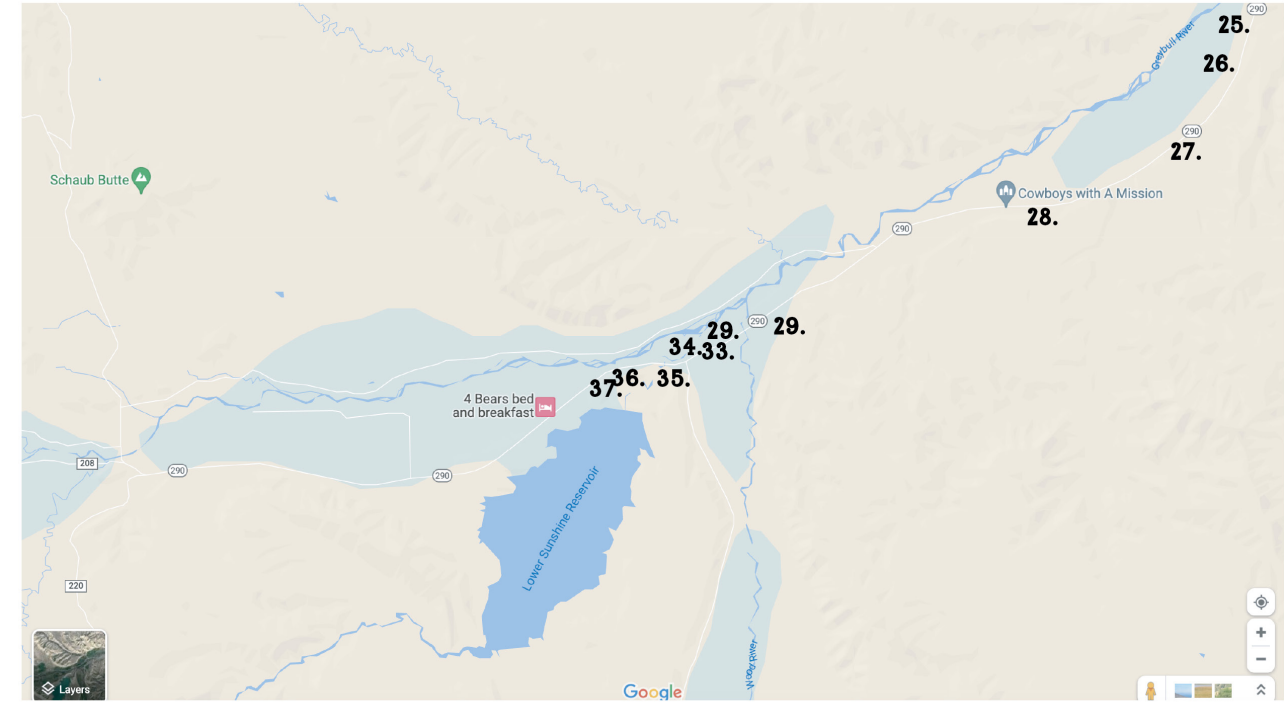 290
25.
Greybull River
26.
290
27.
Schaub Butte
Cowboys with A Mission
28.
290
29.
290
29.
34.
33.
36.
35.
37.
4 Bears bed
and breakfast
208
290
290
Lower Sunshine Reservoir
220
Wood River
Layers
Google